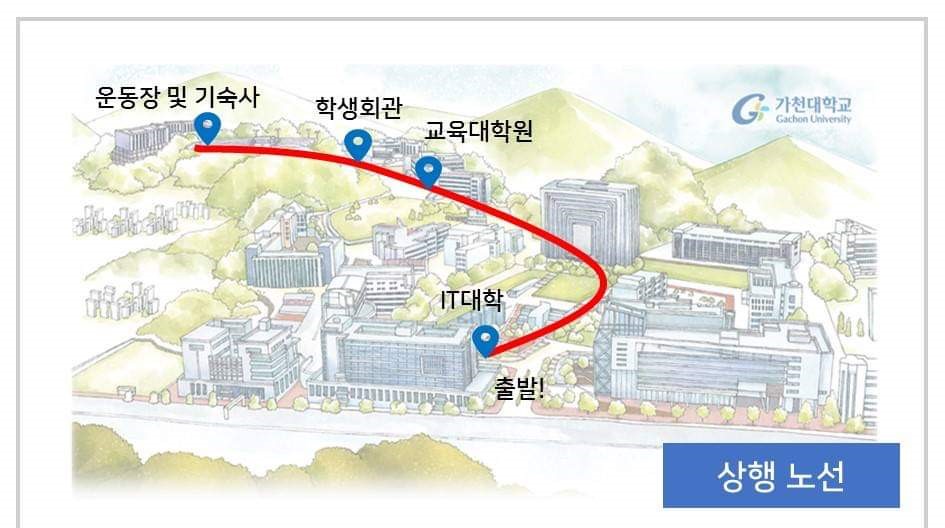 운동장 및 기숙사
학생회관
교육대학원
가천대학교
Gachon University
IT대학
출발!
상행 노선